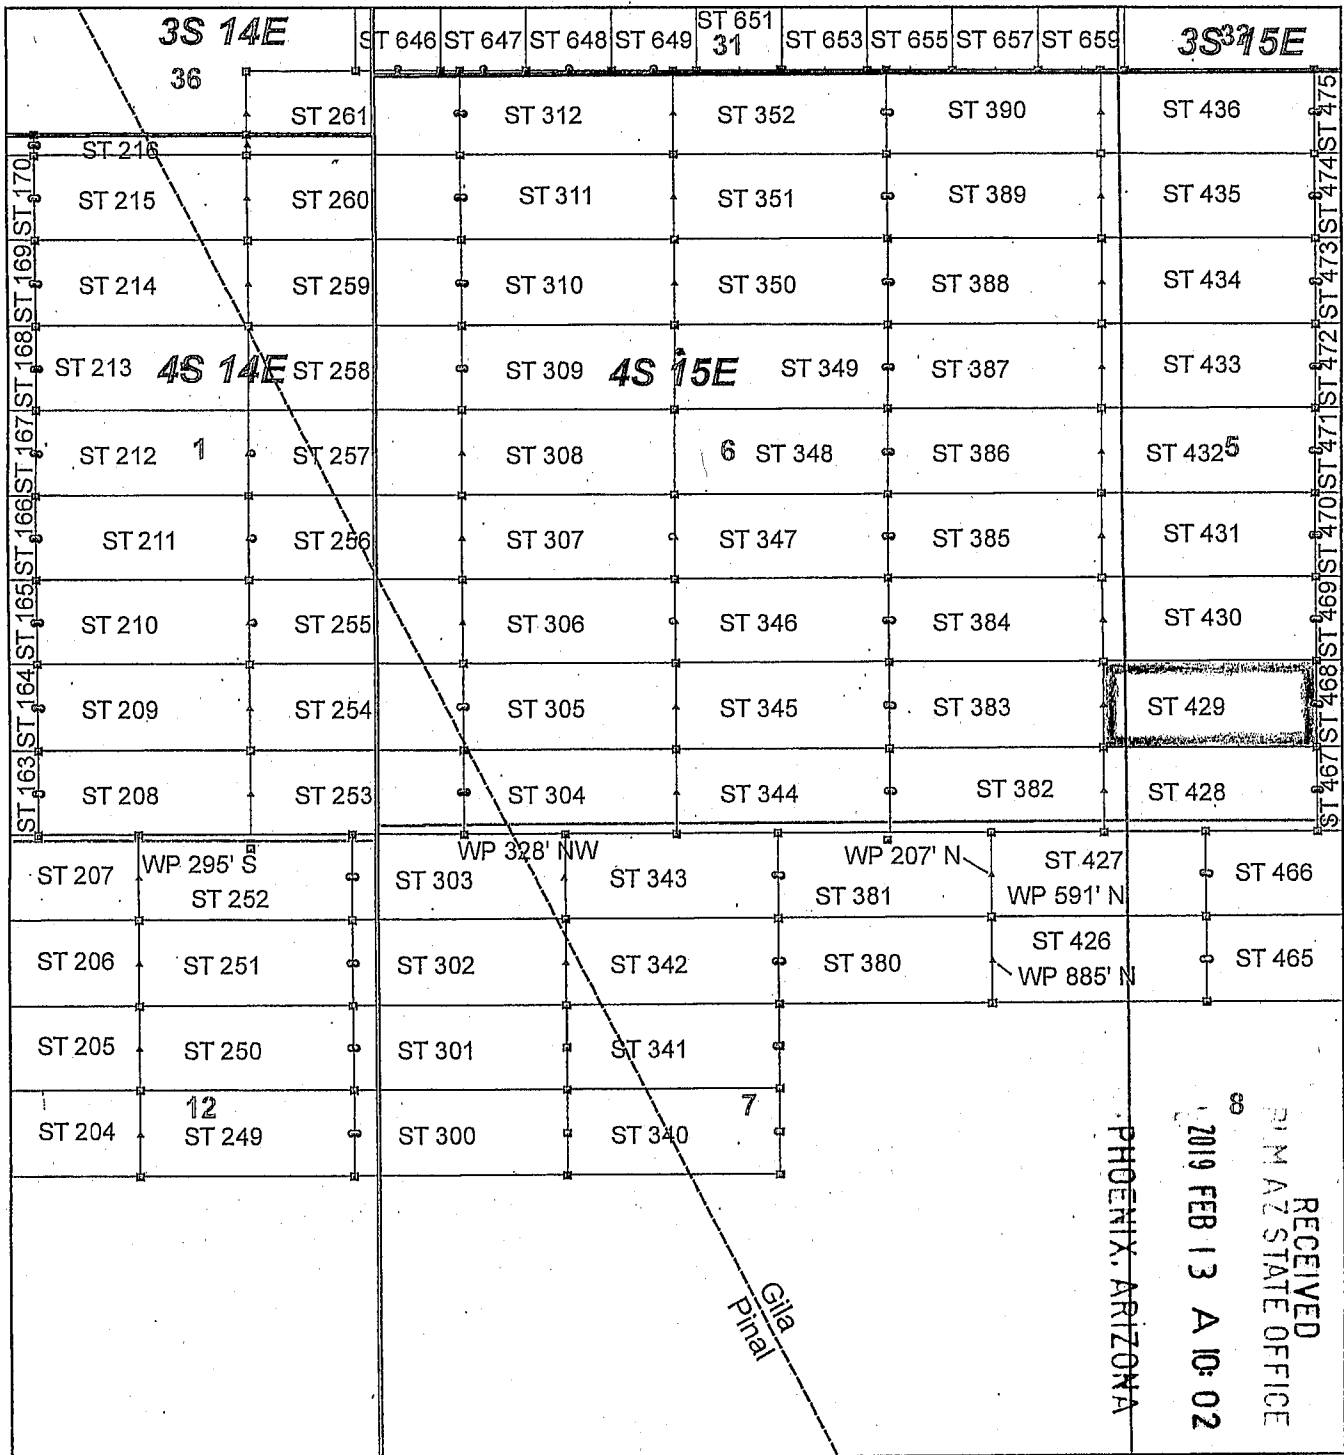 3S 14E
ST 646 ST 647 ST 648 ST 649 ST 651 ST 653 ST 655 ST 657 ST 659
31
3S 15E
36
ST 261 ST 312 ST 352 ST 390 ST 436 ST 475
ST 216
ST 170 ST 215 ST 260 ST 311 ST 351 ST 389 ST 435 ST 474
ST 169 ST 214 ST 259 ST 310 ST 350 ST 388 ST 434 ST 473
ST 168 ST 213 4S 14E ST 258 ST 309 4S 15E ST 349 ST 387 ST 433 ST 472
ST 167 ST 212 1 ST 257 ST 308 6 ST 348 ST 386 ST 432 5 ST 471
ST 166 ST 211 ST 256 ST 307 ST 347 ST 385 ST 431 ST 470
ST 165 ST 210 ST 255 ST 306 ST 346 ST 384 ST 430 ST 469
ST 164 ST 209 ST 254 ST 305 ST 345 ST 383 ST 429 ST 468
ST 163 ST 208 ST 253 ST 304 ST 344 ST 382 ST 428 ST 467
ST 207 WP 295' S WP 328' NW WP 207' N ST 427 ST 466
ST 252 ST 303 ST 343 ST 381 WP 591' N
ST 206 ST 251 ST 302 ST 342 ST 380 ST 426 ST 465
WP 885' N
ST 205 ST 250 ST 301 ST 341
12 7 8
ST 204 ST 249 ST 300 ST 340
Gila
Pinal
RECEIVED
AZ STATE OFFICE
2019 FEB 13 A 10:02
PHOENIX, ARIZONA